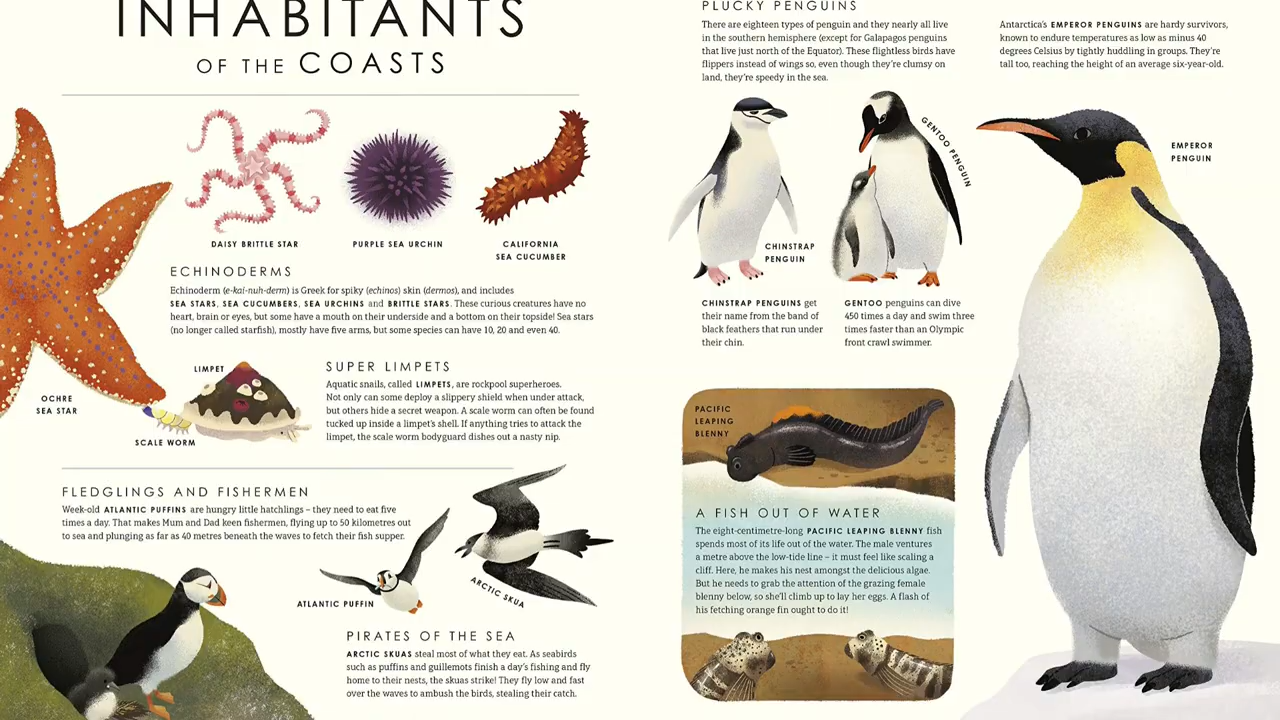 INHABITANTS
OF THE COASTS
DAISY BRITTLE STAR
PURPLE SEA URCHIN
CALIFORNIA
SEA CUCUMBER
ECHINODERMS
Echinoderm (e-kai-nuh-derm) is Greek for spiky (echinos) skin (dermos), and includes
SEA STARS, SEA CUCUMBERS, SEA URCHINS and BRITTLE STARS. These curious creatures have no
heart, brain or eyes, but some have a mouth on their underside and a bottom on their topside! Sea stars
(no longer called starfish), mostly have five arms, but some species can have 10, 20 and even 40.
OCHRE
SEA STAR
LIMPET
SCALE WORM
SUPER LIMPETS
Aquatic snails, called LIMPETS, are rockpool superheroes.
Not only can some deploy a slippery shield when under attack,
but others hide a secret weapon. A scale worm can often be found
tucked up inside a limpet's shell. If anything tries to attack the
limpet, the scale worm bodyguard dishes out a nasty nip.
FLEDGLINGS AND FISHERMEN
Week-old ATLANTIC PUFFINS are hungry little hatchlings – they need to eat five
times a day. That makes Mum and Dad keen fishermen, flying up to 50 kilometres out
to sea and plunging as far as 40 metres beneath the waves to fetch their fish supper.
ATLANTIC PUFFIN
ARCTIC SKUA
PIRATES OF THE SEA
ARCTIC SKUAS steal most of what they eat. As seabirds
such as puffins and guillemots finish a day's fishing and fly
home to their nests, the skuas strike! They fly low and fast
over the waves to ambush the birds, stealing their catch.
PLUCKY PENGUINS
There are eighteen types of penguin and they nearly all live
in the southern hemisphere (except for Galapagos penguins
that live just north of the Equator). These flightless birds have
flippers instead of wings so, even though they're clumsy on
land, they're speedy in the sea.
Antarctica's EMPEROR PENGUINS are hardy survivors,
known to endure temperatures as low as minus 40
degrees Celsius by tightly huddling in groups. They're
tall too, reaching the height of an average six-year-old.
GENTOO PENGUIN
EMPEROR
PENGUIN
CHINSTRAP
PENGUIN
CHINSTRAP PENGUINS get
their name from the band of
black feathers that run under
their chin.
GENTOO penguins can dive
450 times a day and swim three
times faster than an Olympic
front crawl swimmer.
PACIFIC
LEAPING
BLENNY
A FISH OUT OF WATER
The eight-centimetre-long PACIFIC LEAPING BLENNY fish
spends most of its life out of the water. The male ventures
a metre above the low-tide line – it must feel like scaling a
cliff. Here, he makes his nest amongst the delicious algae.
But he needs to grab the attention of the grazing female
blenny below, so she'll climb up to lay her eggs. A flash of
his fetching orange fin ought to do it!